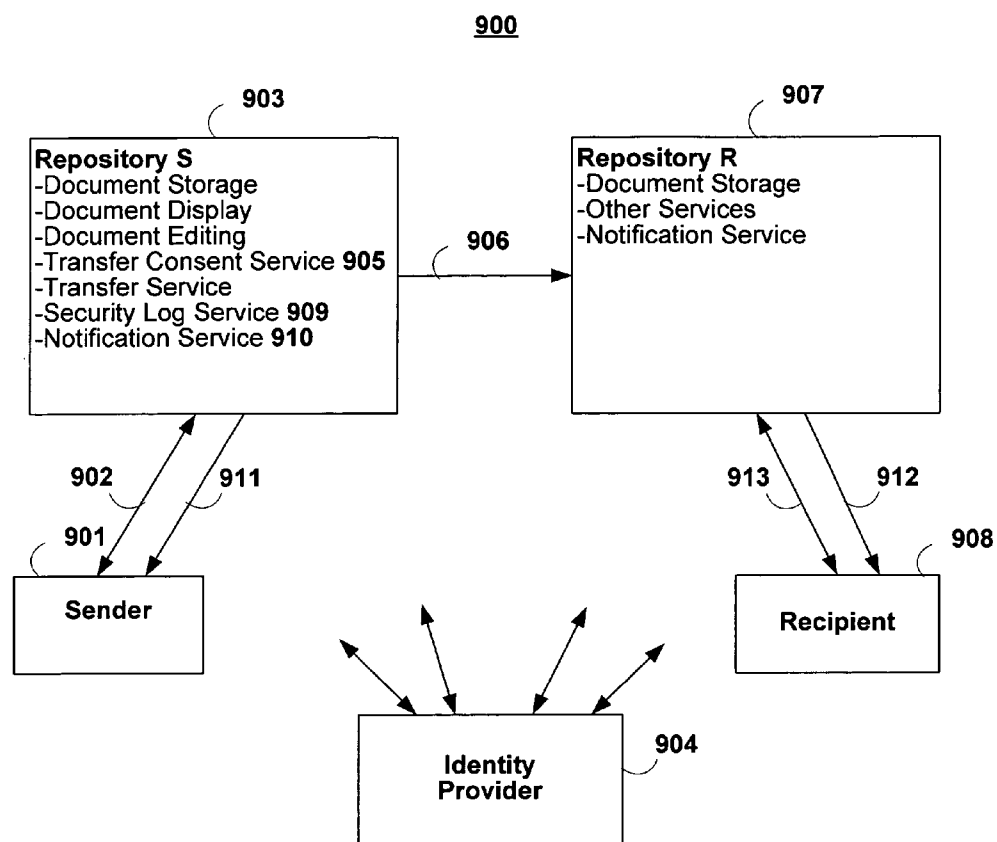 900
903
907
Repository S
-Document Storage
-Document Display
-Document Editing
-Transfer Consent Service 905
-Transfer Service
-Security Log Service 909
-Notification Service 910
906
Repository R
-Document Storage
-Other Services
-Notification Service
902
911
913
912
901
908
Sender
Recipient
904
Identity
Provider